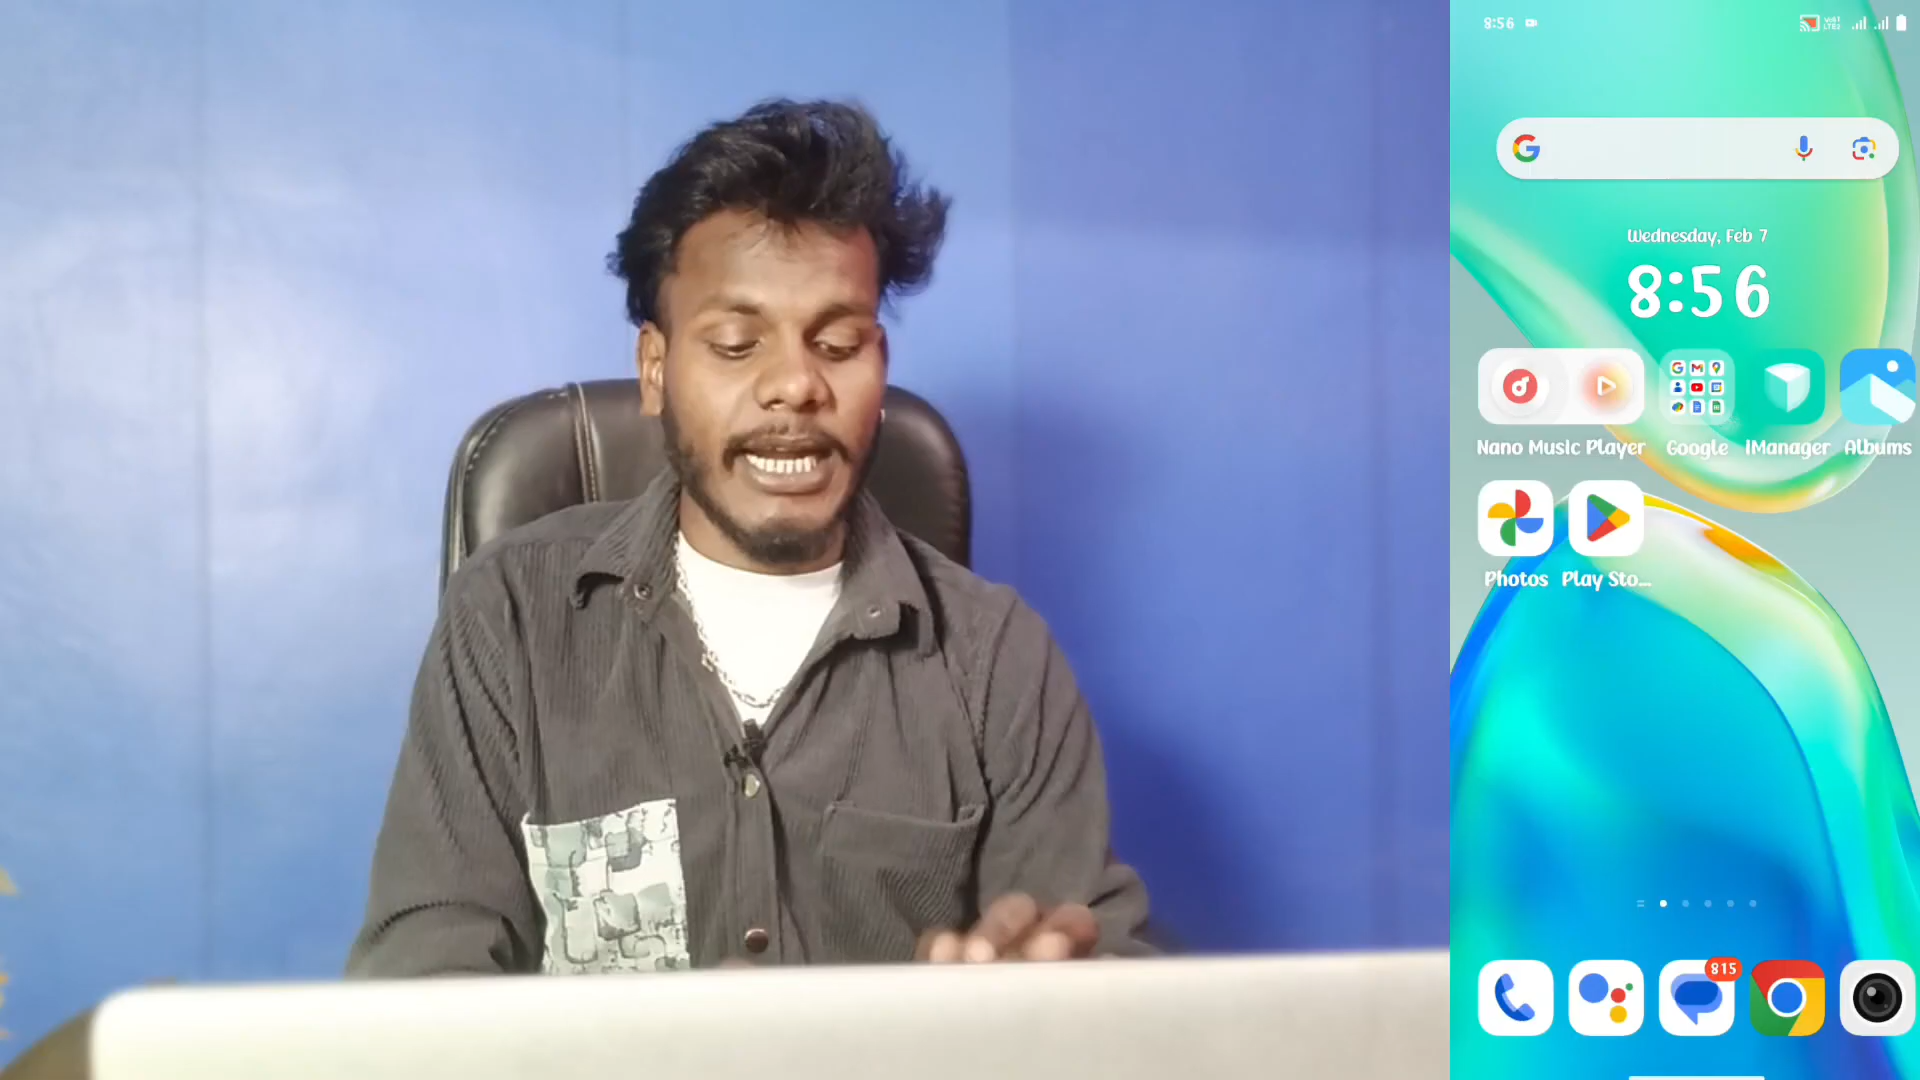 8:56
Wednesday, Feb 7
8:56
Nano Music Player Google iManager Albums
Photos Play Sto...
815